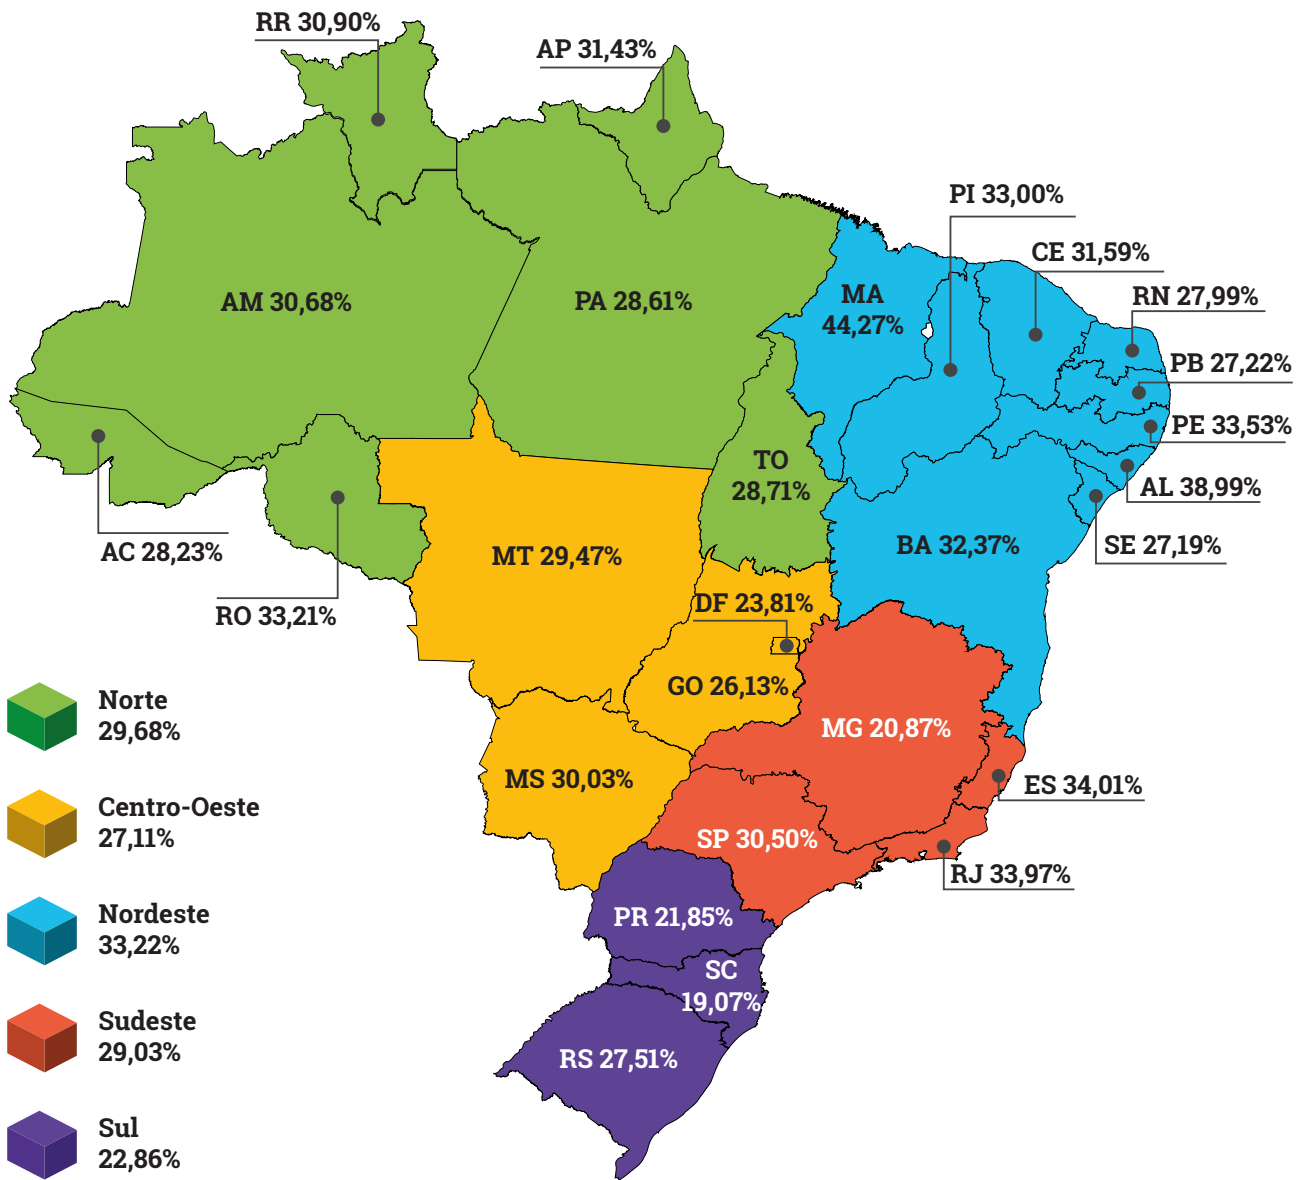 RR 30,90%
AP 31,43%
PI 33,00%
CE 31,59%
RN 27,99%
AM 30,68%
PA 28,61%
MA
44,27%
PB 27,22%
PE 33,53%
TO
28,71%
AL 38,99%
AC 28,23%
MT 29,47%
BA 32,37%
SE 27,19%
RO 33,21%
DF 23,81%
GO 26,13%
MG 20,87%
MS 30,03%
ES 34,01%
SP 30,50%
RJ 33,97%
PR 21,85%
SC
19,07%
RS 27,51%
Norte
29,68%
Centro-Oeste
27,11%
Nordeste
33,22%
Sudeste
29,03%
Sul
22,86%